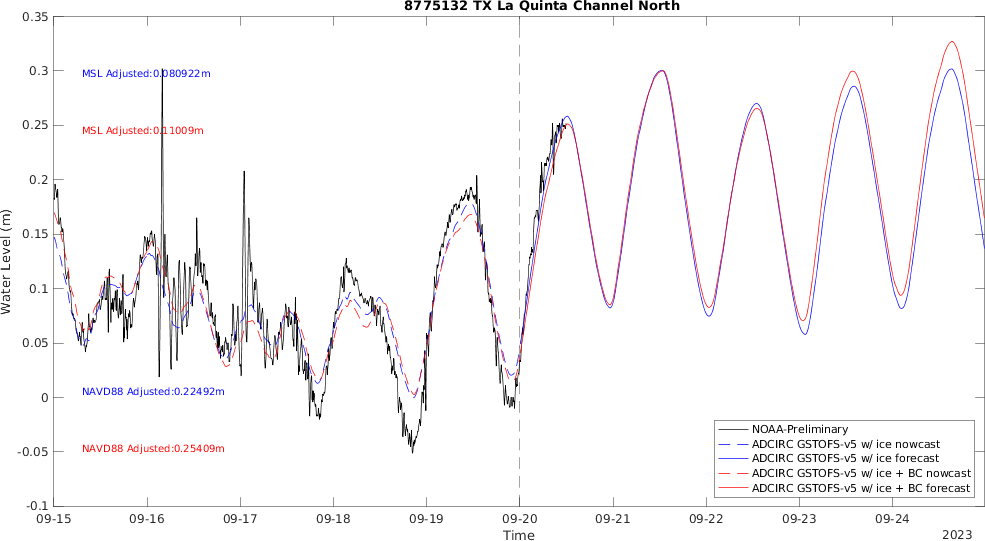 8775132 TX La Quinta Channel North
0.35
0.3
0.25
0.2
0.15
0.1
0.05
0
-0.05
-0.1
Water Level (m)
MSL Adjusted:0.080922m
MSL Adjusted:0.11009m
NAVD88 Adjusted:0.22492m
NAVD88 Adjusted:0.25409m
NOAA-Preliminary
ADCIRC GSTOFS-v5 w/ ice nowcast
ADCIRC GSTOFS-v5 w/ ice forecast
ADCIRC GSTOFS-v5 w/ ice + BC nowcast
ADCIRC GSTOFS-v5 w/ ice + BC forecast
09-15 09-16 09-17 09-18 09-19 09-20 09-21 09-22 09-23 09-24
Time
2023